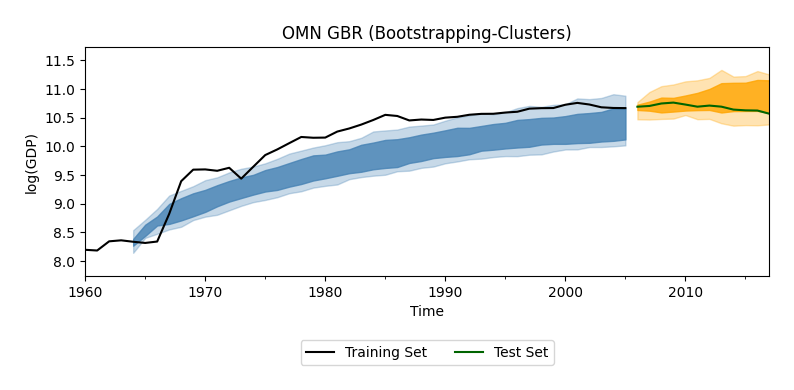 OMN GBR (Bootstrapping-Clusters)
log(GDP)
11.5
11.0
10.5
10.0
9.5
9.0
8.5
8.0
1960 1970 1980 1990 2000 2010
Time
Training Set Test Set